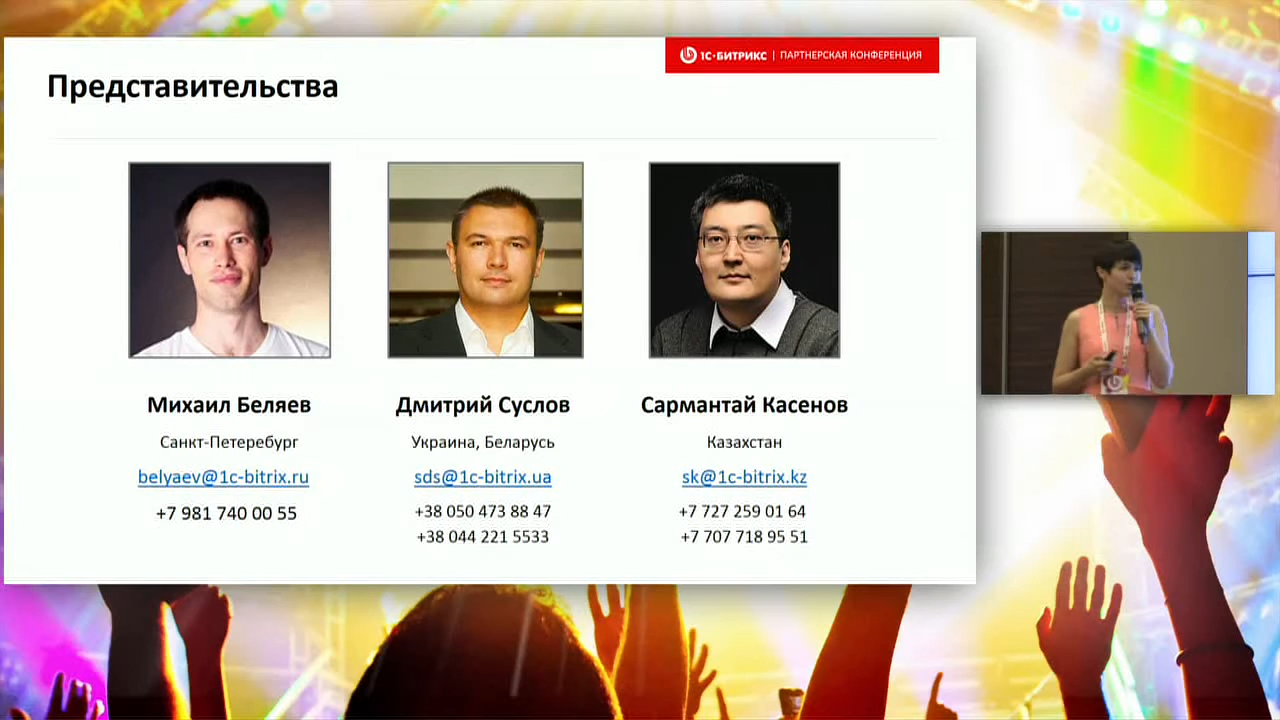 1С-БИТРИКС | ПАРТНЕРСКАЯ КОНФЕРЕНЦИЯ
Представительства
Михаил Беляев
Санкт-Петеребург
belyaev@1c-bitrix.ru
+7 981 740 00 55
Дмитрий Суслов
Украина, Беларусь
sds@1c-bitrix.ua
+38 050 473 88 47
+38 044 221 5533
Сармантай Касенов
Казахстан
sk@1c-bitrix.kz
+7 727 259 01 64
+7 707 718 95 51